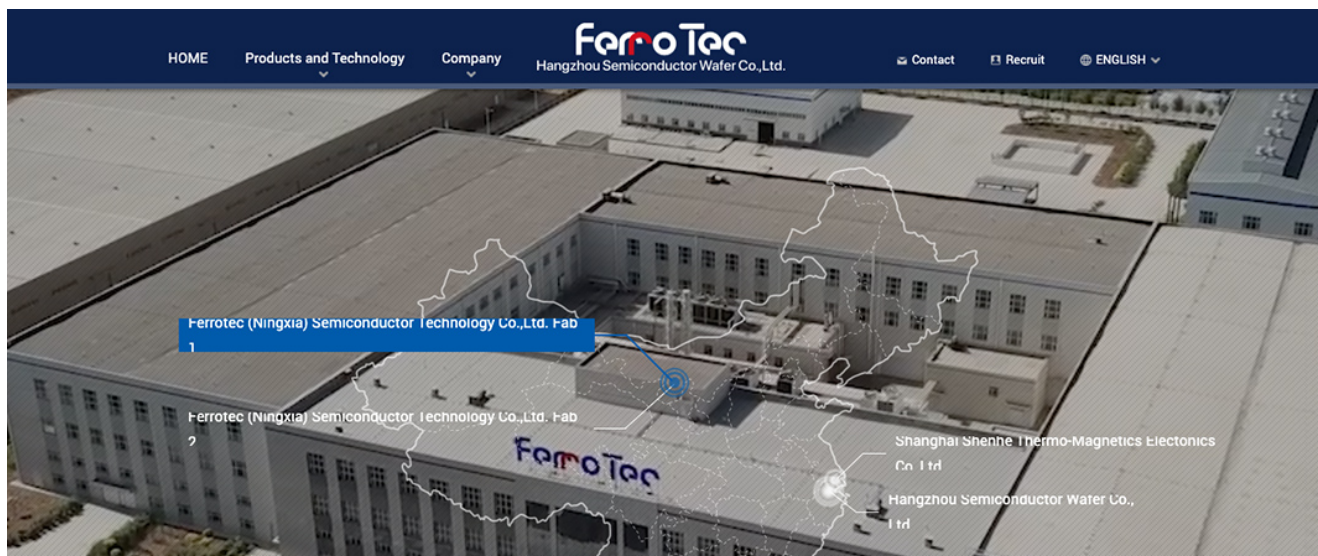 FerroTec
HOME Products and Technology Company Hangzhou Semiconductor Wafer Co.,Ltd. Contact Recruit ENGLISH
Ferrotec (Ningxia) Semiconductor Technology Co.,Ltd. Fab
1
Ferrotec (Ningxia) Semiconductor Technology Co.,Ltd. Fab
2
FerroTec
Shanghai Shenhe Thermo-Magnetics Electonics
Co.,Ltd
Hangzhou Semiconductor Wafer Co.,
Ltd